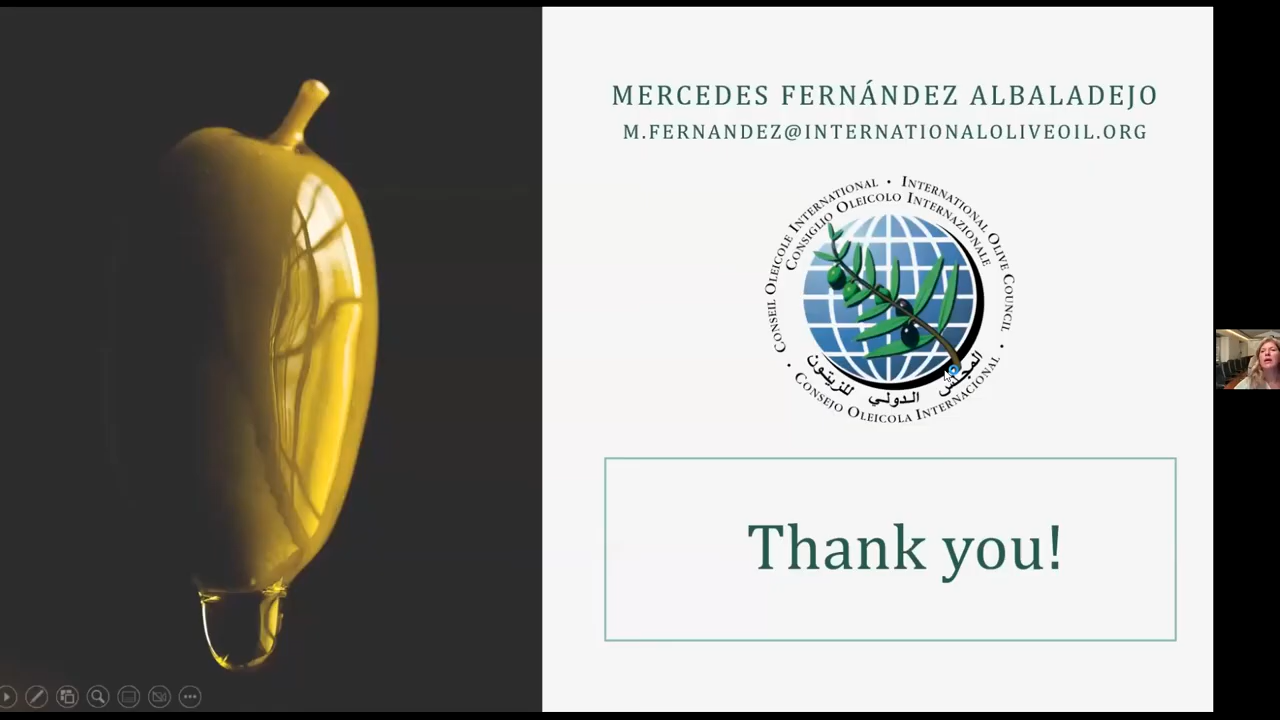 MERCEDES FERNÁNDEZ ALBALADEJO
M.FERNANDEZ@INTERNATIONALOLIVEOIL.ORG
CONSEIL OLEICOLE INTERNATIONAL • INTERNATIONAL OLIVE COUNCIL •
CONSIGLIO OLEICOLO INTERNAZIONALE
المجلس الدولي للزيتون
• CONSEJO OLEICOLA INTERNACIONAL
Thank you!